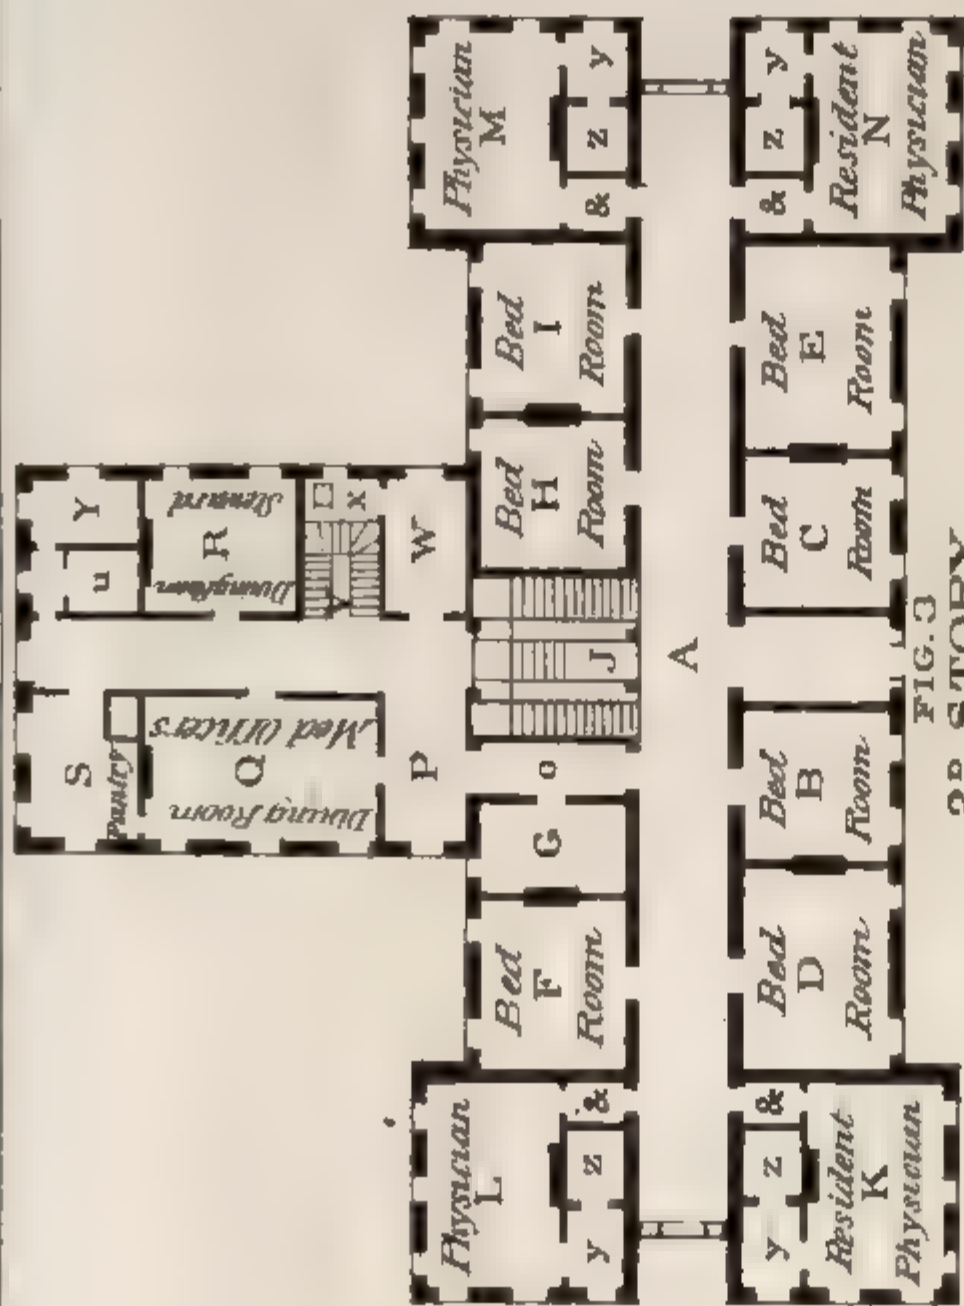 Physician
M
y
z
&
y
z
&
Resident
N
Physician
Bed
I
Room
Bed
E
Room
Bed
H
Room
Bed
C
Room
Y
u
Steward
R
Dining Room
x
W
S
Pantry
Med Officers
Q
Dining Room
P
J
A
o
G
Bed
F
Room
Bed
B
Room
Bed
D
Room
Physician
L
&
z
y
&
z
y
Resident
K
Physician
FIG. 3
STORY